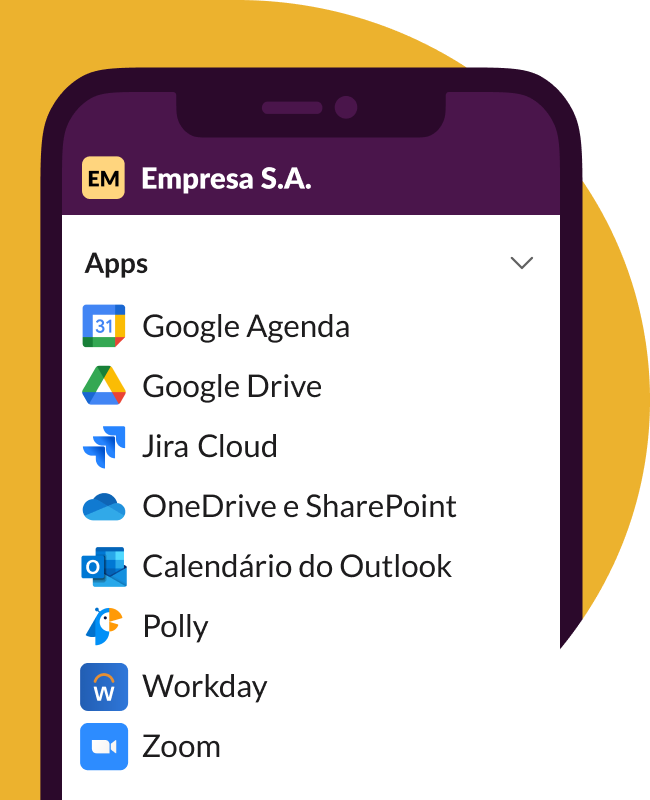 EM Empresa S.A.
Apps
31 Google Agenda
Google Drive
Jira Cloud
OneDrive e SharePoint
O Calendário do Outlook
Polly
W Workday
Zoom